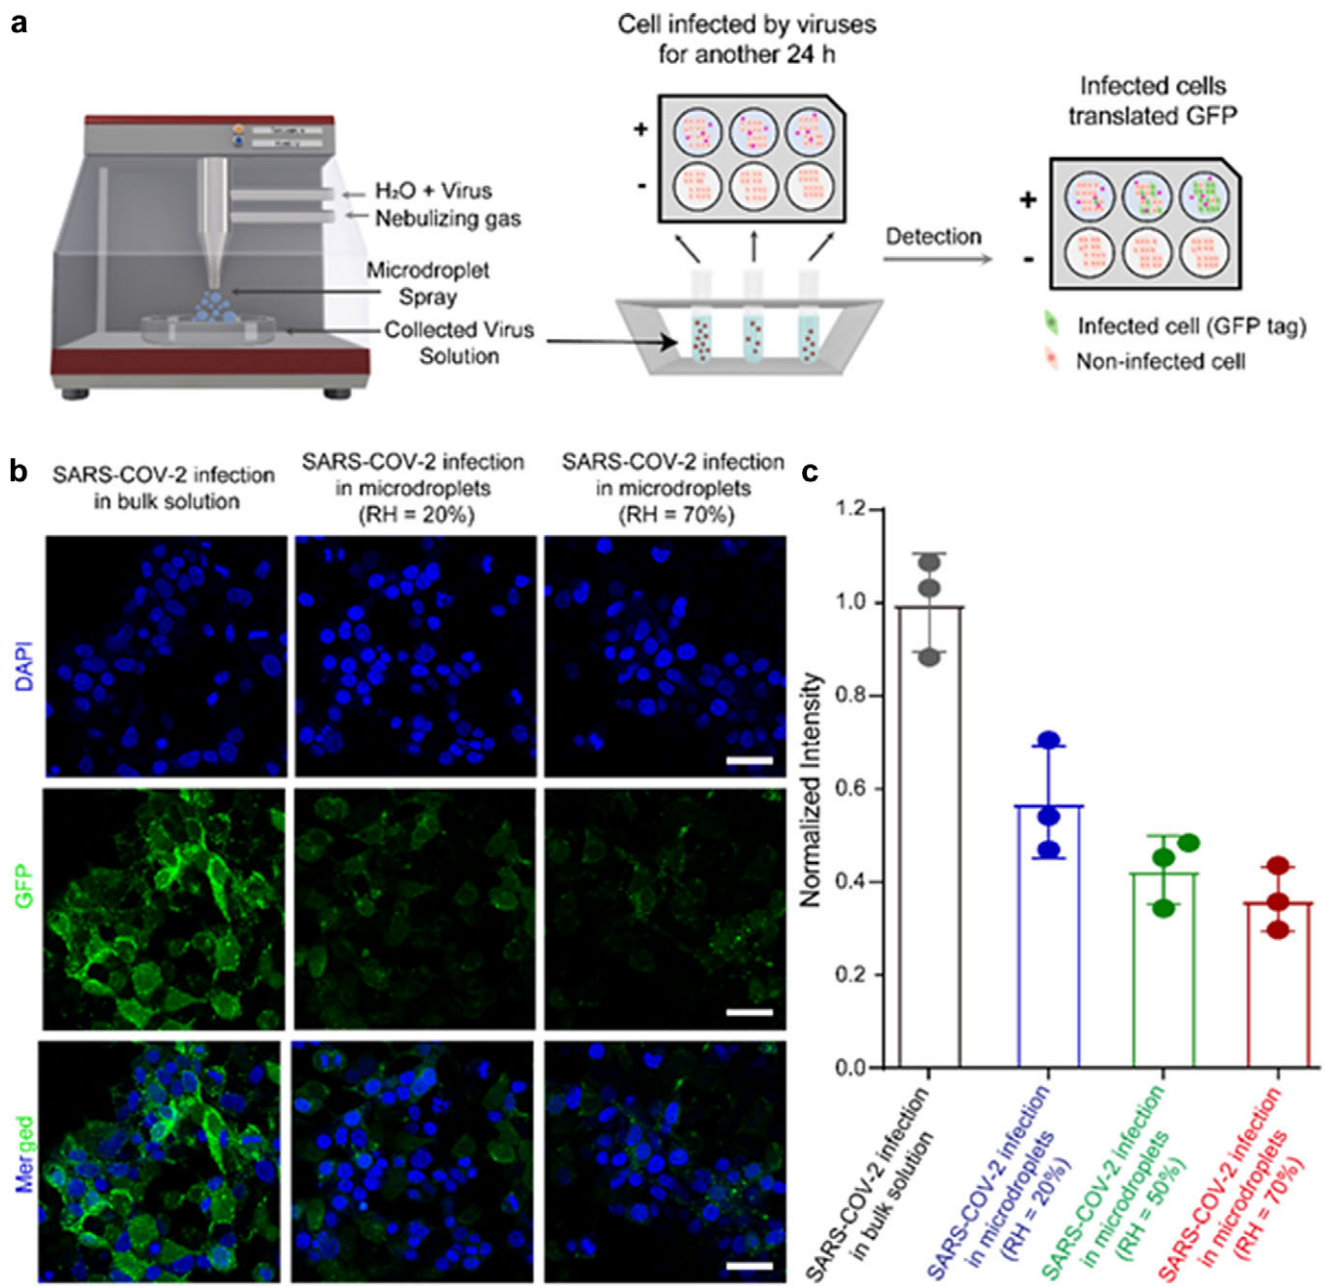 a
Cell infected by viruses
for another 24 h
Infected cells
translated GFP
+
-
H₂O + Virus
Nebulizing gas
Microdroplet
Spray
Collected Virus
Solution
Detection
+
-
Infected cell (GFP tag)
Non-infected cell
b
SARS-COV-2 infection
in bulk solution
SARS-COV-2 infection
in microdroplets
(RH = 20%)
SARS-COV-2 infection
in microdroplets
(RH = 70%)
DAPI
GFP
Merged
c
Normalized Intensity
1.2
1.0
0.8
0.6
0.4
0.2
0.0
SARS-COV-2 infection
in bulk solution
SARS-COV-2 infection
in microdroplets
(RH = 20%)
SARS-COV-2 infection
in microdroplets
(RH = 50%)
SARS-COV-2 infection
in microdroplets
(RH = 70%)